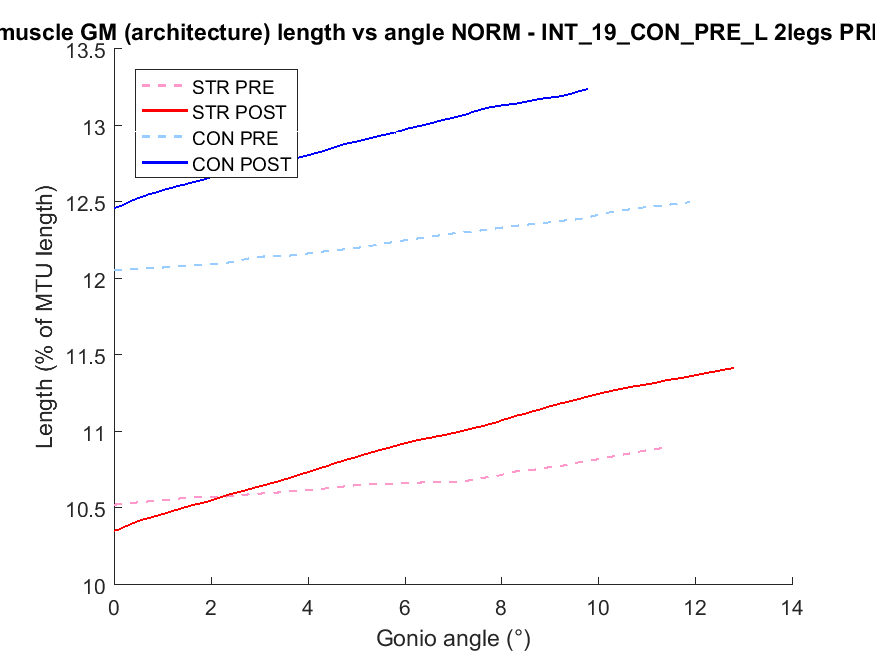 muscle GM (architecture) length vs angle NORM - INT_19_CON_PRE_L 2legs PRE
13.5
13
12.5
12
11.5
11
10.5
10
STR PRE
STR POST
CON PRE
CON POST
Length (% of MTU length)
0 2 4 6 8 10 12 14
Gonio angle (°)